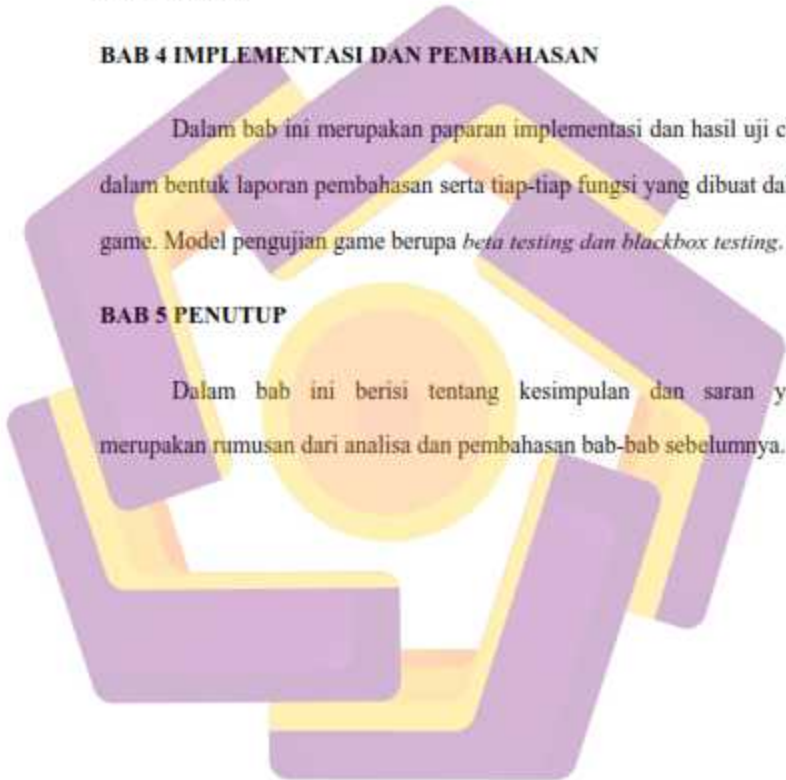 BAB 4 IMPLEMENTASI DAN PEMBAHASAN
Dalam bab ini merupakan paparan implementasi dan hasil uji
dalam bentuk laporan pembahasan serta tiap-tiap fungsi yang dibuat
game. Model pengujian game berupa beta testing dan blackbox testing.
BAB 5 PENUTUP
Dalam bab ini berisi tentang kesimpulan dan saran
merupakan rumusan dari analisa dan pembahasan bab-bab sebelumnya.